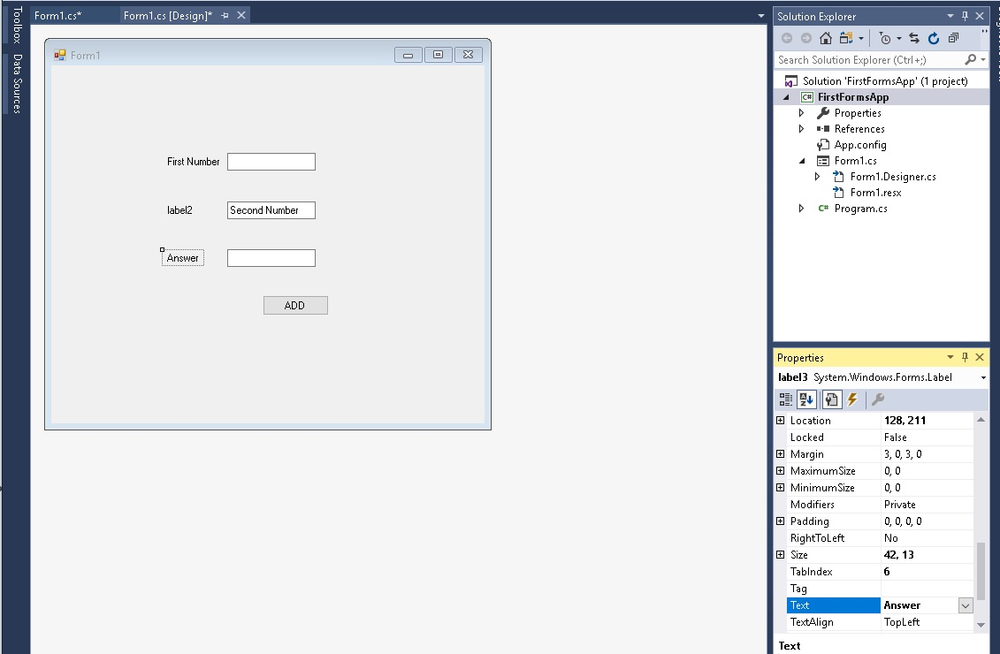 Toolbox
Data Sources
Form1.cs*
Form1.cs [Design]*
Form1
First Number
label2
Second Number
Answer
ADD
Solution Explorer
Search Solution Explorer (Ctrl+;)
Solution 'FirstFormsApp' (1 project)
C# FirstFormsApp
Properties
References
App.config
Form1.cs
Form1.Designer.cs
Form1.resx
C# Program.cs
Properties
label3 System.Windows.Forms.Label
Location 128, 211
Locked False
Margin 3, 0, 3, 0
MaximumSize 0, 0
MinimumSize 0, 0
Modifiers Private
Padding 0, 0, 0, 0
RightToLeft No
Size 42, 13
TabIndex 6
Tag
Text Answer
TextAlign TopLeft
Text